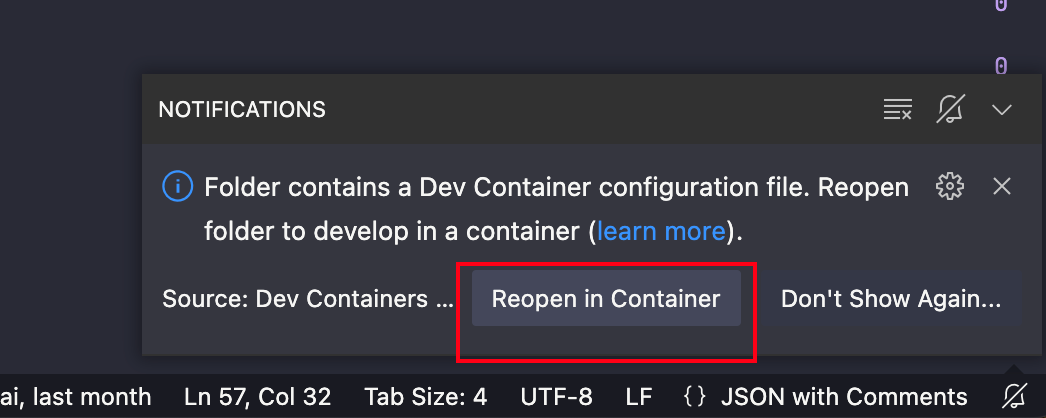 0
0
NOTIFICATIONS
Folder contains a Dev Container configuration file. Reopen
folder to develop in a container (learn more).
Source: Dev Containers ...
Reopen in Container
Don't Show Again...
ai, last month
Ln 57, Col 32
Tab Size: 4
UTF-8
LF
{} JSON with Comments